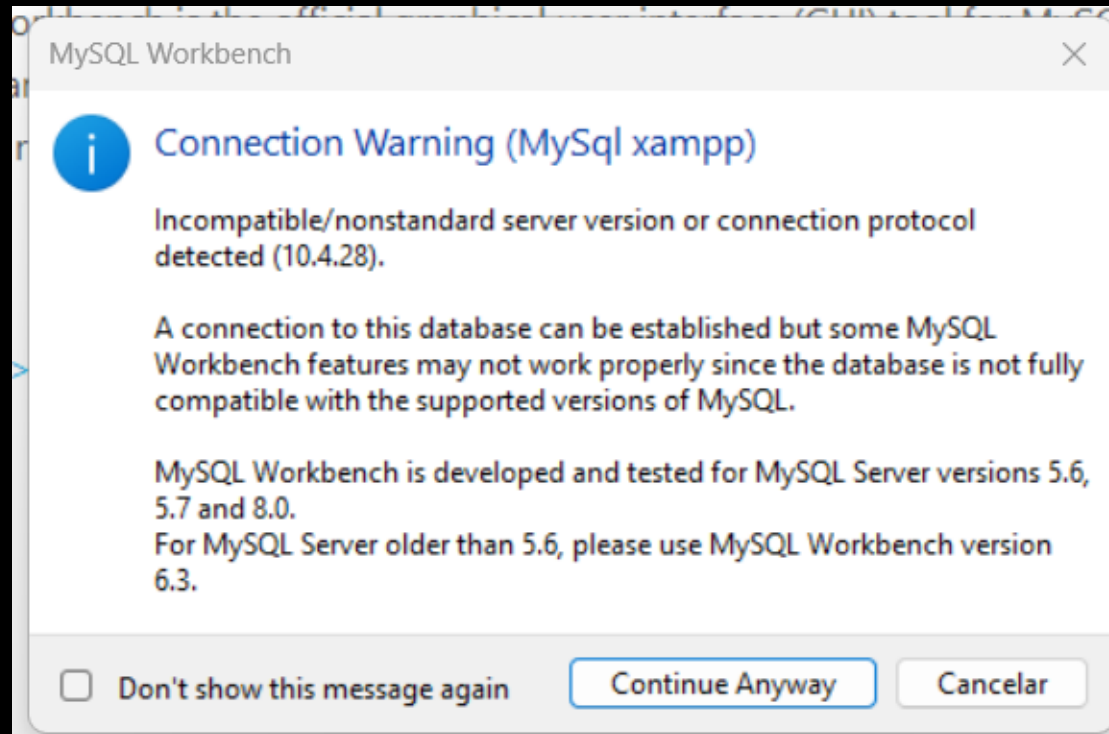 MySQL Workbench
Connection Warning (MySql xampp)
Incompatible/nonstandard server version or connection protocol
detected (10.4.28).
A connection to this database can be established but some MySQL
Workbench features may not work properly since the database is not fully
compatible with the supported versions of MySQL.
MySQL Workbench is developed and tested for MySQL Server versions 5.6,
5.7 and 8.0.
For MySQL Server older than 5.6, please use MySQL Workbench version
6.3.
Don't show this message again
Continue Anyway
Cancelar